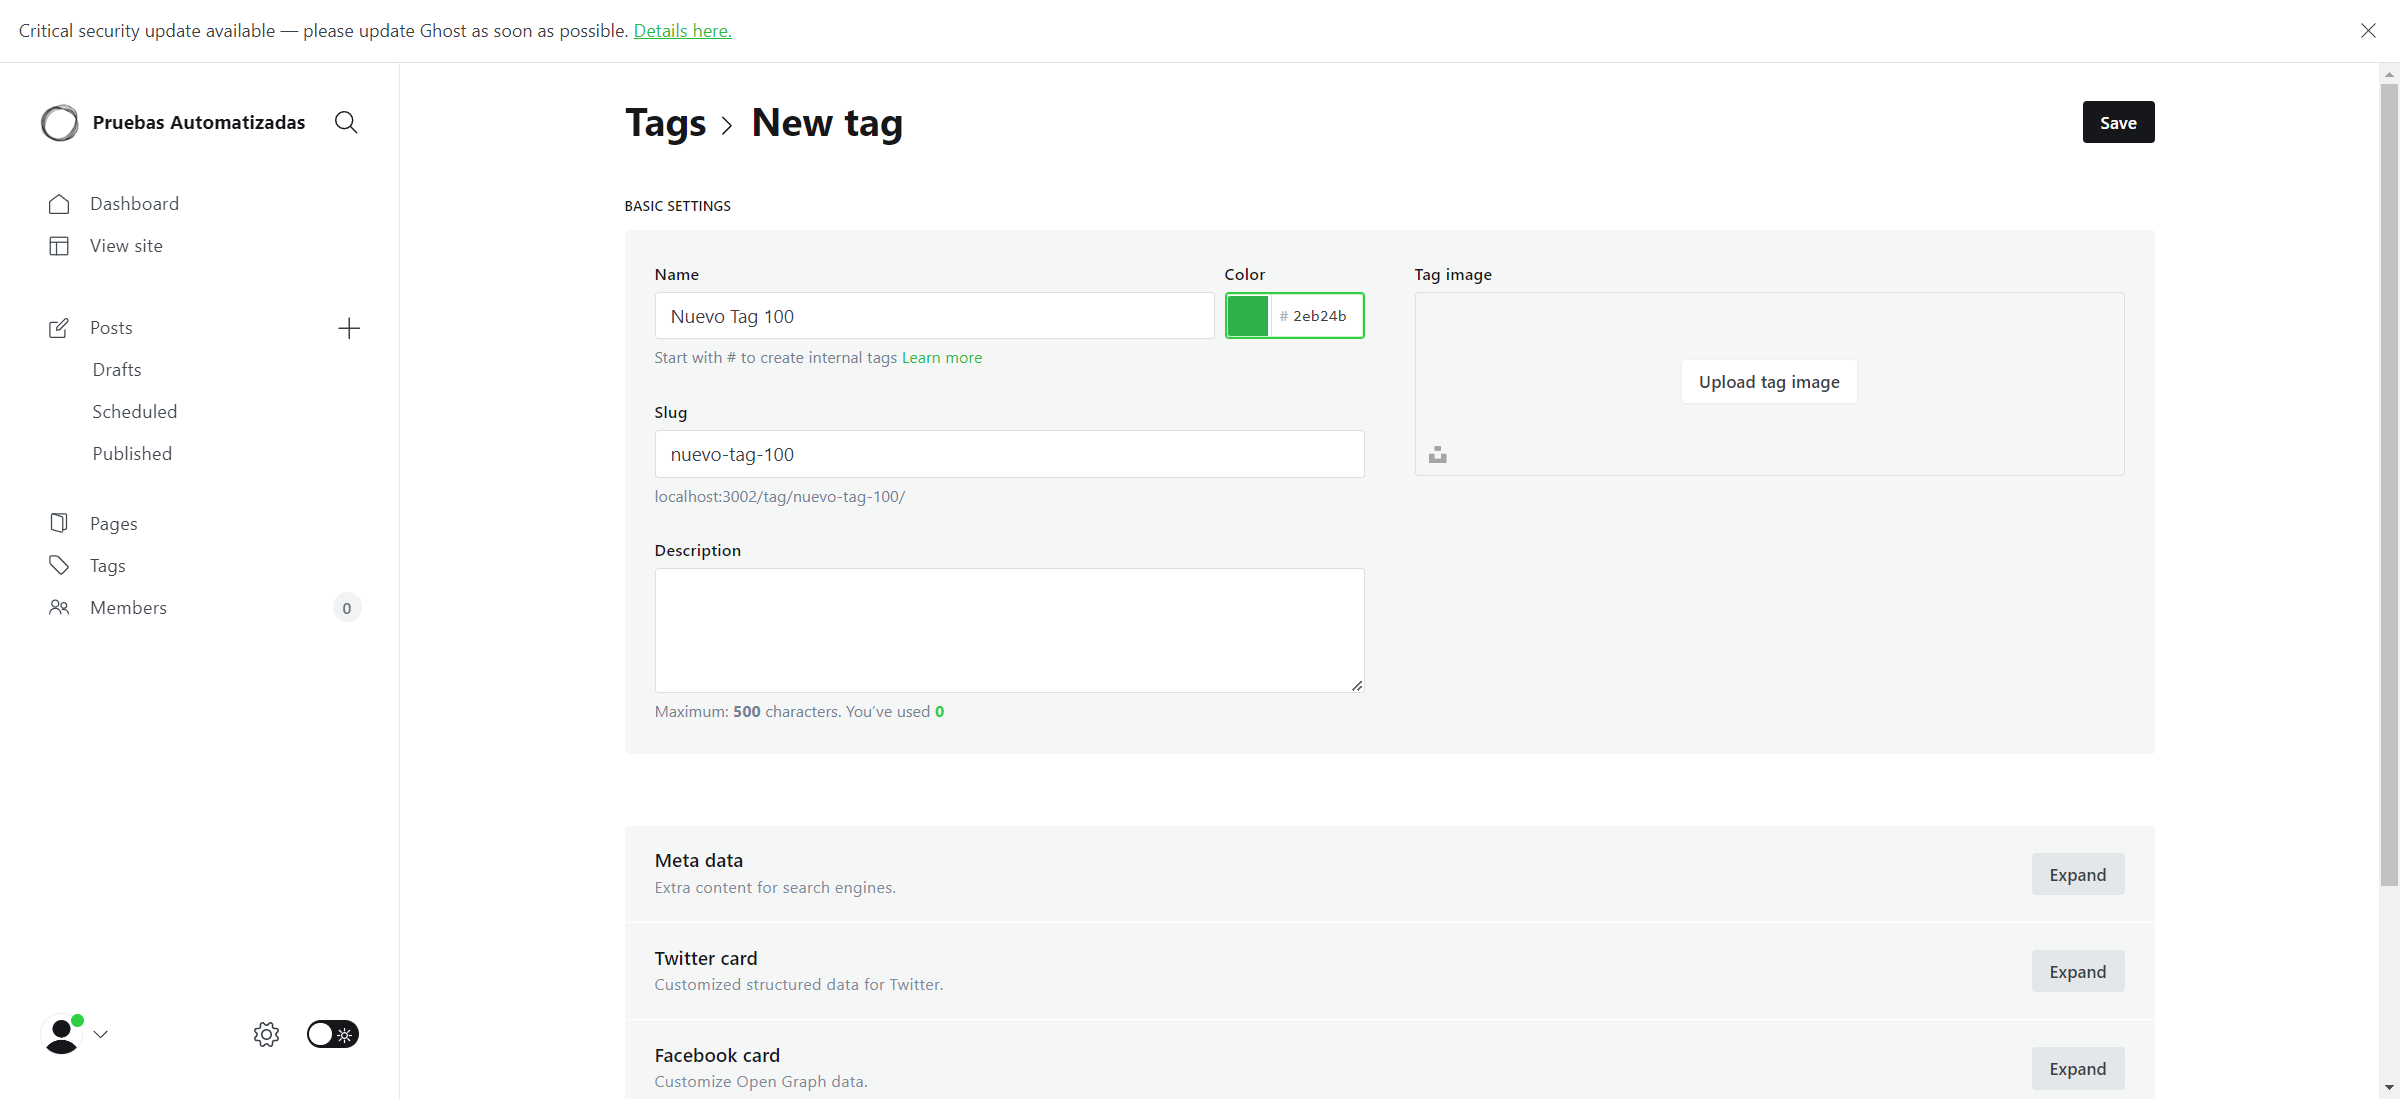 Critical security update available — please update Ghost as soon as possible. Details here.
Pruebas Automatizadas
Dashboard
View site
Posts
Drafts
Scheduled
Published
Pages
Tags
Members
0
Tags > New tag
Save
BASIC SETTINGS
Name
Nuevo Tag 100
Start with # to create internal tags Learn more
Color
# 2eb24b
Slug
nuevo-tag-100
localhost:3002/tag/nuevo-tag-100/
Description
Maximum: 500 characters. You’ve used 0
Tag image
Upload tag image
Meta data
Extra content for search engines.
Expand
Twitter card
Customized structured data for Twitter.
Expand
Facebook card
Customize Open Graph data.
Expand